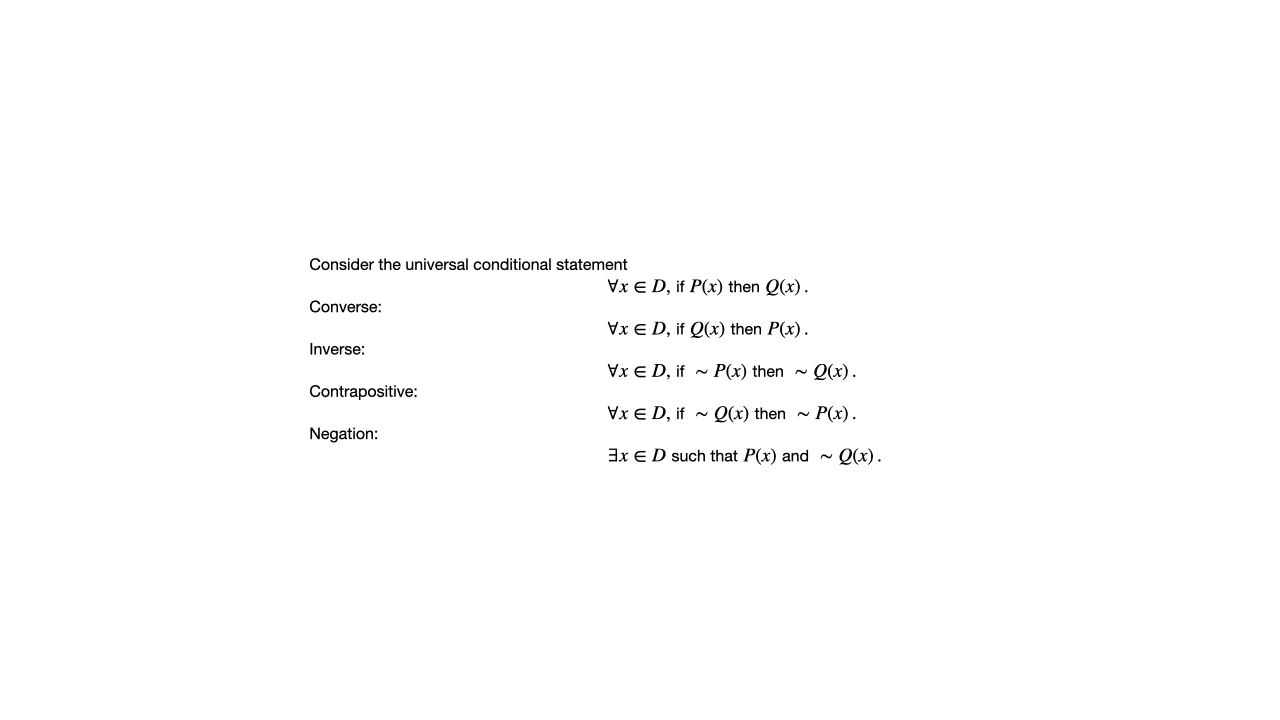 Consider the universal conditional statement
∀x ∈ D, if P(x) then Q(x).
Converse:
∀x ∈ D, if Q(x) then P(x).
Inverse:
∀x ∈ D, if ∼ P(x) then ∼ Q(x).
Contrapositive:
∀x ∈ D, if ∼ Q(x) then ∼ P(x).
Negation:
∃x ∈ D such that P(x) and ∼ Q(x).